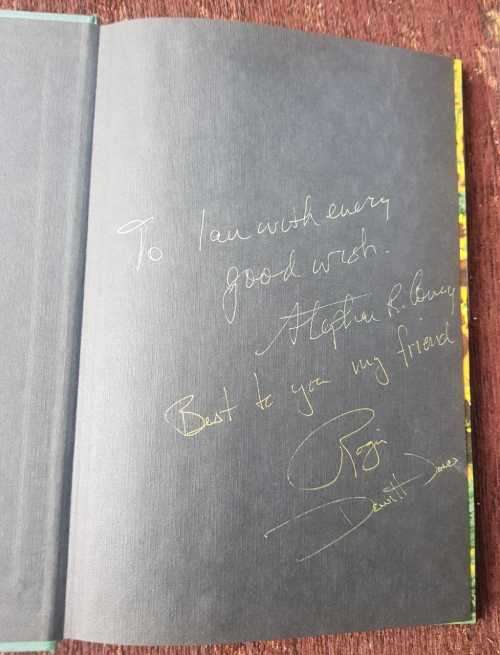 To Ian with every
good wish.
Stephen R. Covey
Best to you my friend
Roger
Dewitt Jones